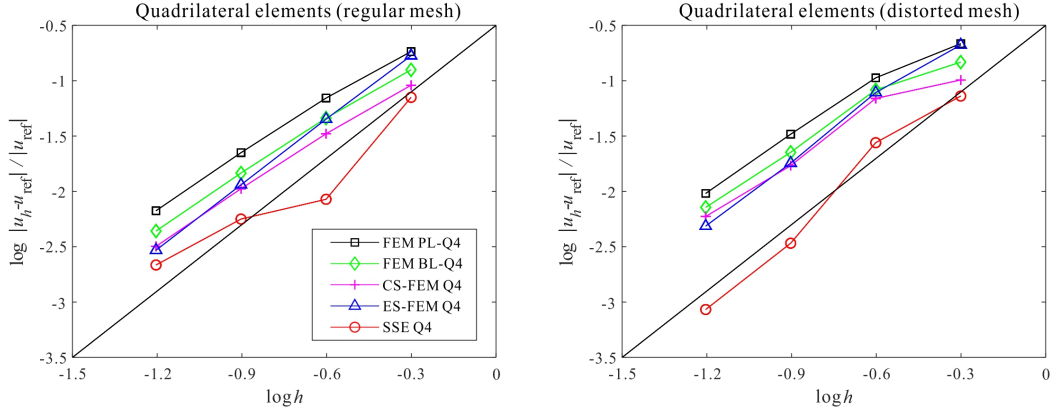 Quadrilateral elements (regular mesh)
-0.5
-1
-1.5
-2
-2.5
-3
-3.5
log |u_h-u_ref| / |u_ref|
FEM PL-Q4
FEM BL-Q4
CS-FEM Q4
ES-FEM Q4
SSE Q4
-1.5 -1.2 -0.9 -0.6 -0.3 0
log h
Quadrilateral elements (distorted mesh)
-0.5
-1
-1.5
-2
-2.5
-3
-3.5
log |u_h-u_ref| / |u_ref|
-1.5 -1.2 -0.9 -0.6 -0.3 0
log h